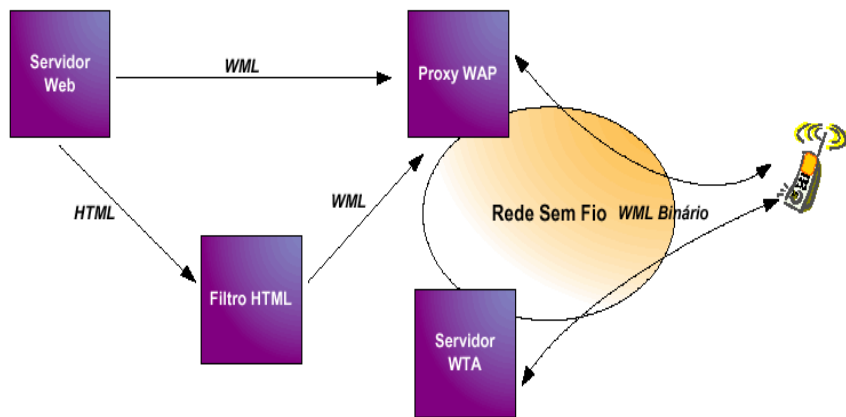 Servidor
Web
WML
Proxy WAP
HTML
WML
Rede Sem Fio
WML Binário
Filtro HTML
Servidor
WTA